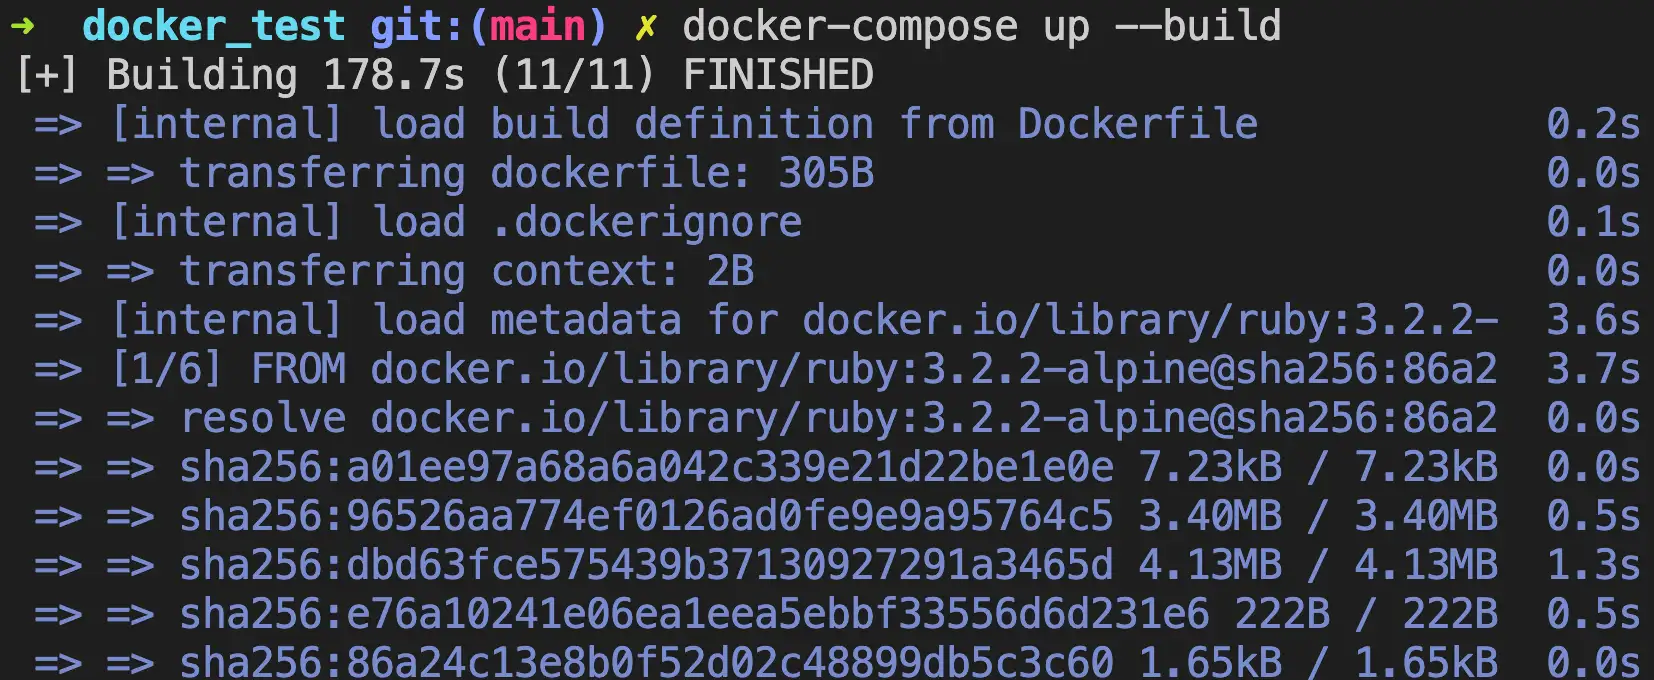 ➜ docker_test git:(main) ✗ docker-compose up --build
[+] Building 178.7s (11/11) FINISHED
=> [internal] load build definition from Dockerfile 0.2s
=> => transferring dockerfile: 305B 0.0s
=> [internal] load .dockerignore 0.1s
=> => transferring context: 2B 0.0s
=> [internal] load metadata for docker.io/library/ruby:3.2.2- 3.6s
=> [1/6] FROM docker.io/library/ruby:3.2.2-alpine@sha256:86a2 3.7s
=> => resolve docker.io/library/ruby:3.2.2-alpine@sha256:86a2 0.0s
=> => sha256:a01ee97a68a6a042c339e21d22be1e0e 7.23kB / 7.23kB 0.0s
=> => sha256:96526aa774ef0126ad0fe9e9a95764c5 3.40MB / 3.40MB 0.5s
=> => sha256:dbd63fce575439b37130927291a3465d 4.13MB / 4.13MB 1.3s
=> => sha256:e76a10241e06ea1eea5ebbf33556d6d231e6 222B / 222B 0.5s
=> => sha256:86a24c13e8b0f52d02c48899db5c3c60 1.65kB / 1.65kB 0.0s